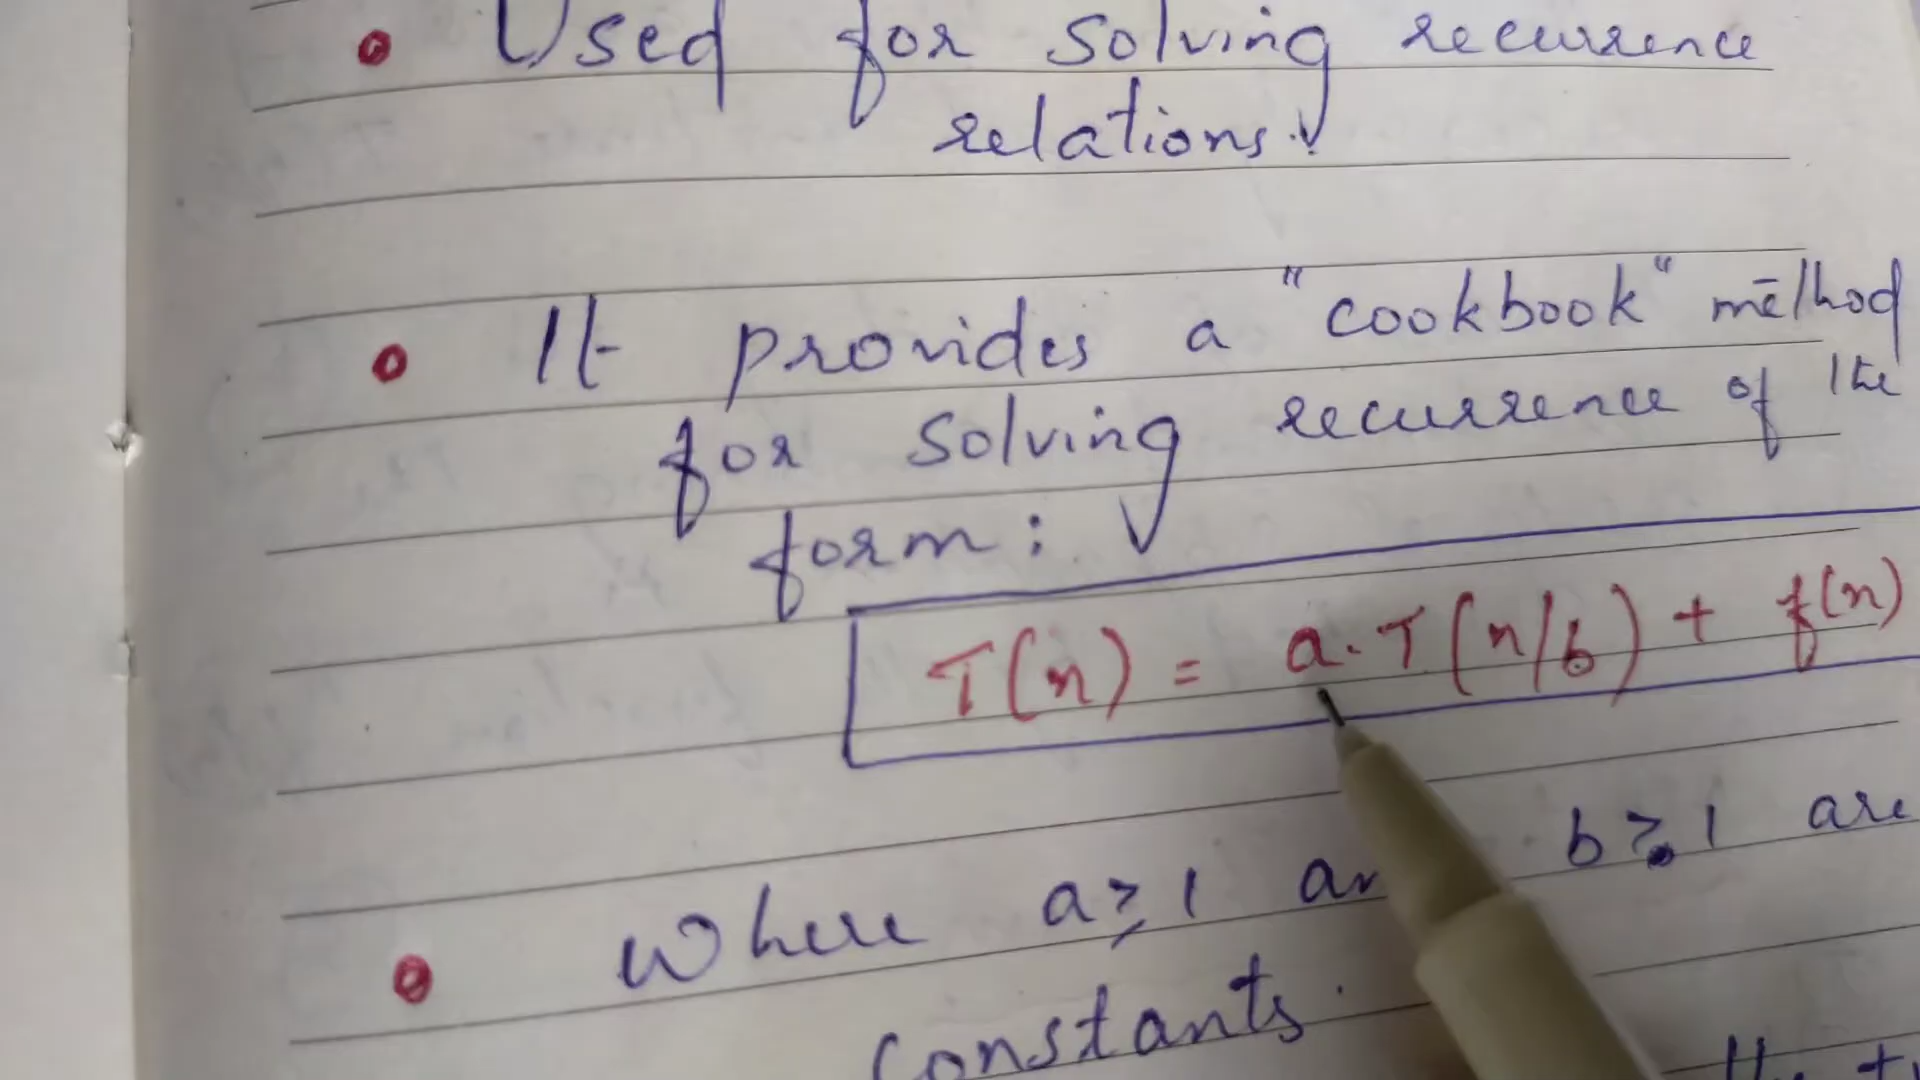 Used for solving recurrence
relations.
It provides a "cookbook" method
for solving recurrence of the
form:
T(n) = a.T(n/b) + f(n)
where a ≥ 1 an b ≥ 1 are
constants.